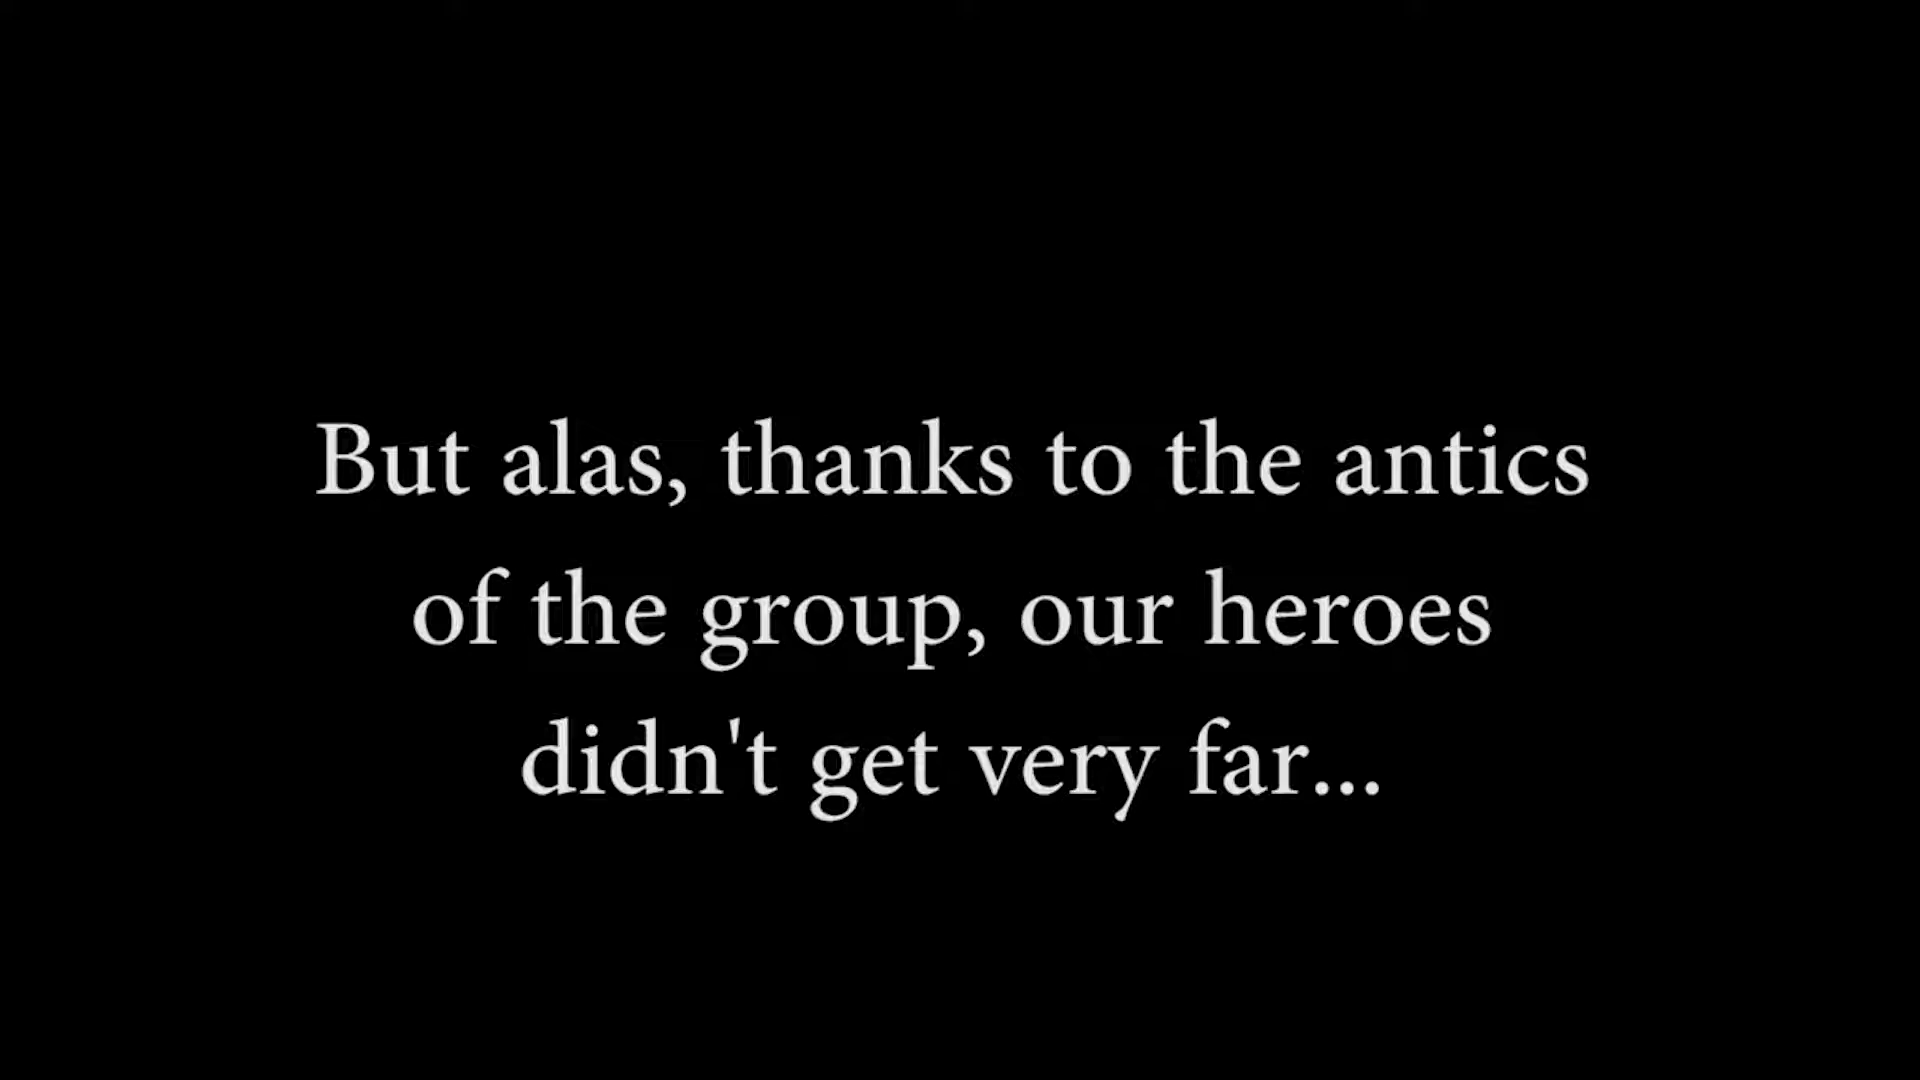 But alas, thanks to the antics
of the group, our heroes
didn't get very far...